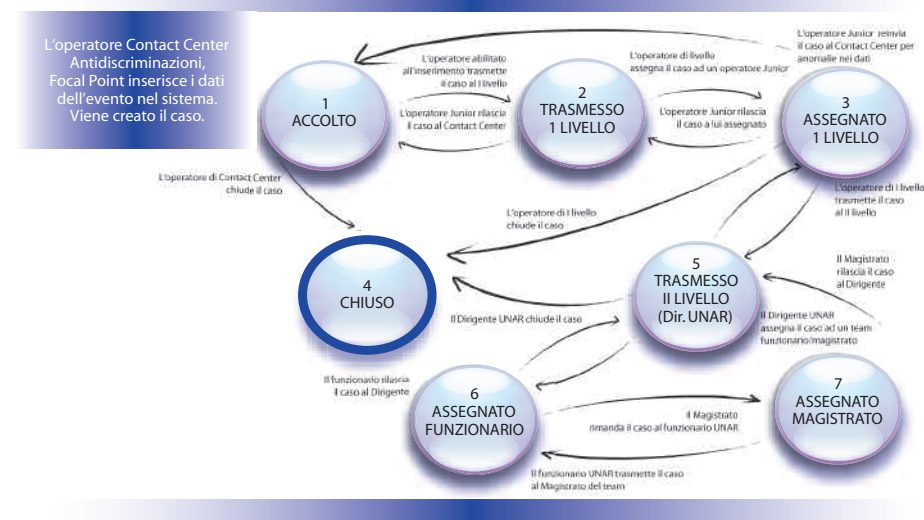 L'operatore Contact Center
Antidiscriminazioni,
Focal Point inserisce i dati
dell'evento nel sistema.
Viene creato il caso.
L'operatore abilitato
all'inserimento trasmette
il caso al I livello
L'operatore di livello
assegna il caso ad un operatore Junior
L'operatore Junior reinvia
il caso al Contact Center per
anomalie nei dati
1
ACCOLTO
L'operatore Junior rilascia
il caso al Contact Center
2
TRASMESSO
1 LIVELLO
L'operatore Junior rilascia
il caso a lui assegnato
3
ASSEGNATO
1 LIVELLO
L'operatore di Contact Center
chiude il caso
L'operatore di I livello
chiude il caso
L'operatore di I livello
trasmette il caso
al II livello
4
CHIUSO
5
TRASMESSO
II LIVELLO
(Dir. UNAR)
Il Magistrato
rilascia il caso
al Dirigente
Il Dirigente UNAR chiude il caso
Il Dirigente UNAR
assegna il caso ad un team
funzionario/magistrato
Il funzionario rilascia
il caso al Dirigente
6
ASSEGNATO
FUNZIONARIO
7
ASSEGNATO
MAGISTRATO
Il Magistrato
rimanda il caso al funzionario UNAR
Il funzionario UNAR trasmette il caso
al Magistrato del team